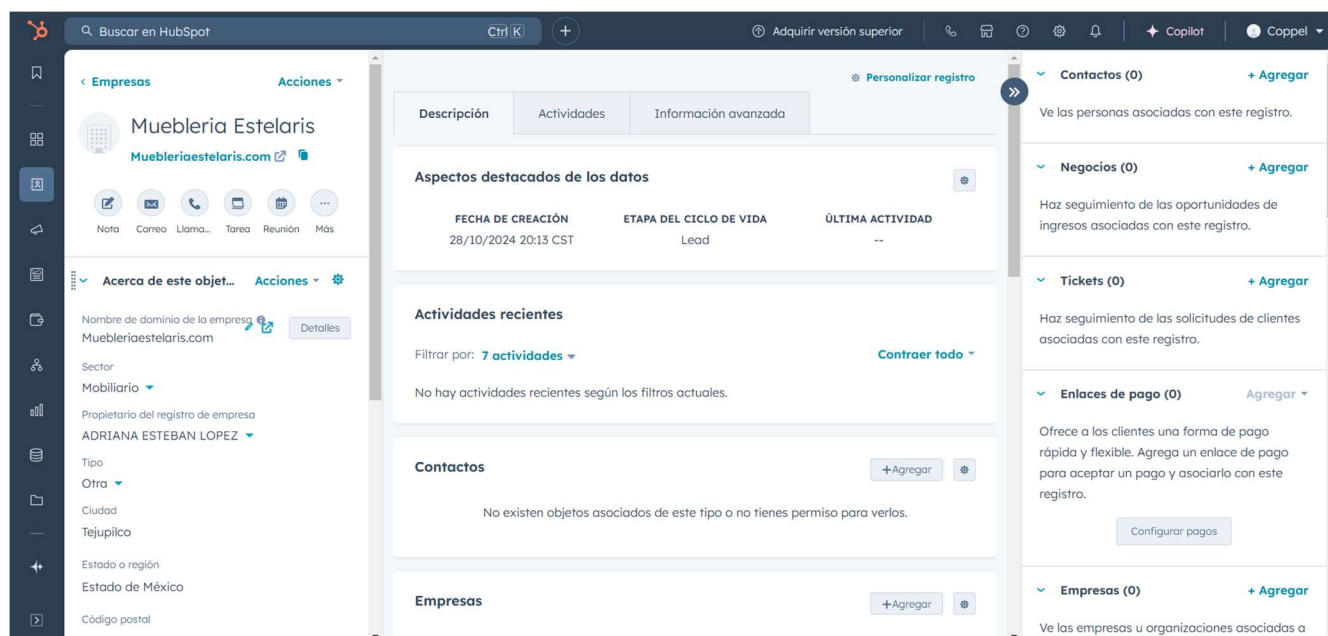 Buscar en HubSpot
Ctrl K
Adquirir versión superior
Copilot
Coppel
Empresas
Acciones
Muebleria Estelaris
Muebleriaestelaris.com
Nota
Correo
Llama...
Tarea
Reunión
Más
Acerca de este objet...
Acciones
Nombre de dominio de la empresa
Muebleriaestelaris.com
Detalles
Sector
Mobiliario
Propietario del registro de empresa
ADRIANA ESTEBAN LOPEZ
Tipo
Otra
Ciudad
Tejupilco
Estado o región
Estado de México
Código postal
Personalizar registro
Descripción
Actividades
Información avanzada
Aspectos destacados de los datos
FECHA DE CREACIÓN
28/10/2024 20:13 CST
ETAPA DEL CICLO DE VIDA
Lead
ÚLTIMA ACTIVIDAD
--
Actividades recientes
Filtrar por: 7 actividades
Contraer todo
No hay actividades recientes según los filtros actuales.
Contactos
+Agregar
No existen objetos asociados de este tipo o no tienes permiso para verlos.
Empresas
+Agregar
Contactos (0)
+ Agregar
Ve las personas asociadas con este registro.
Negocios (0)
+ Agregar
Haz seguimiento de las oportunidades de
ingresos asociadas con este registro.
Tickets (0)
+ Agregar
Haz seguimiento de las solicitudes de clientes
asociadas con este registro.
Enlaces de pago (0)
Agregar
Ofrece a los clientes una forma de pago
rápida y flexible. Agrega un enlace de pago
para aceptar un pago y asociarlo con este
registro.
Configurar pagos
Empresas (0)
+ Agregar
Ve las empresas u organizaciones asociadas a